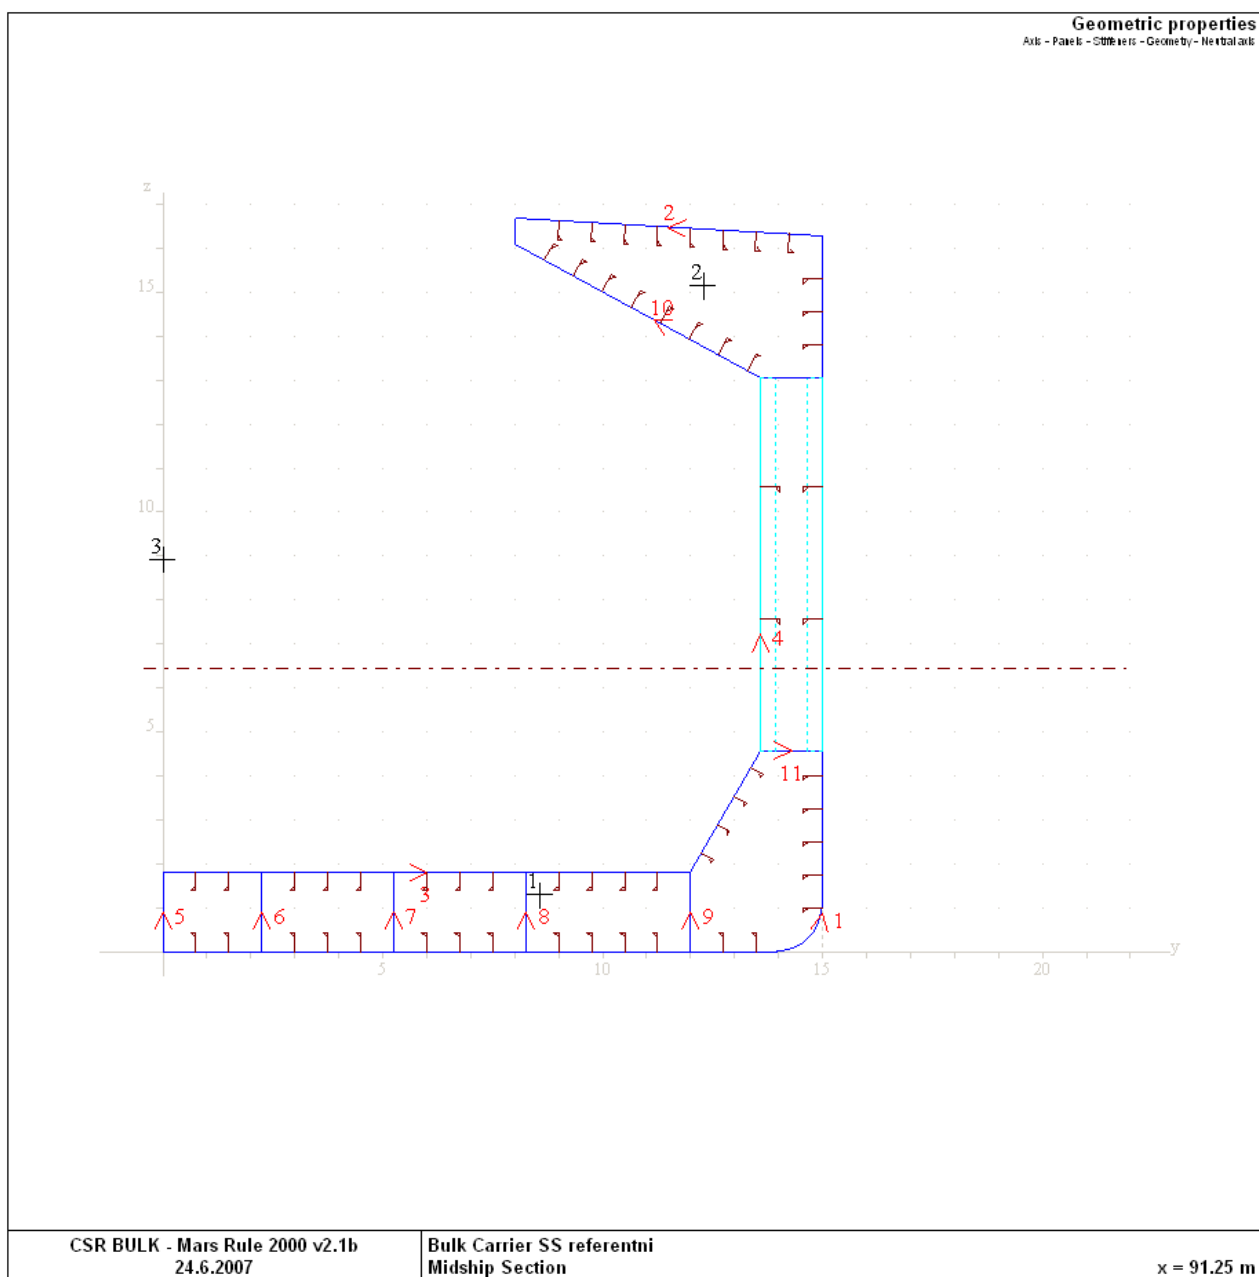 Geometric properties
Axis - Panels - Stiffeners - Geometry - Neutral axis
z
2
2
15
10
10
3
4
5
11
1
3
5
6
7
8
9
1
y
5
10
15
20
CSR BULK - Mars Rule 2000 v2.1b
24.6.2007
Bulk Carrier SS referentni
Midship Section
x = 91.25 m